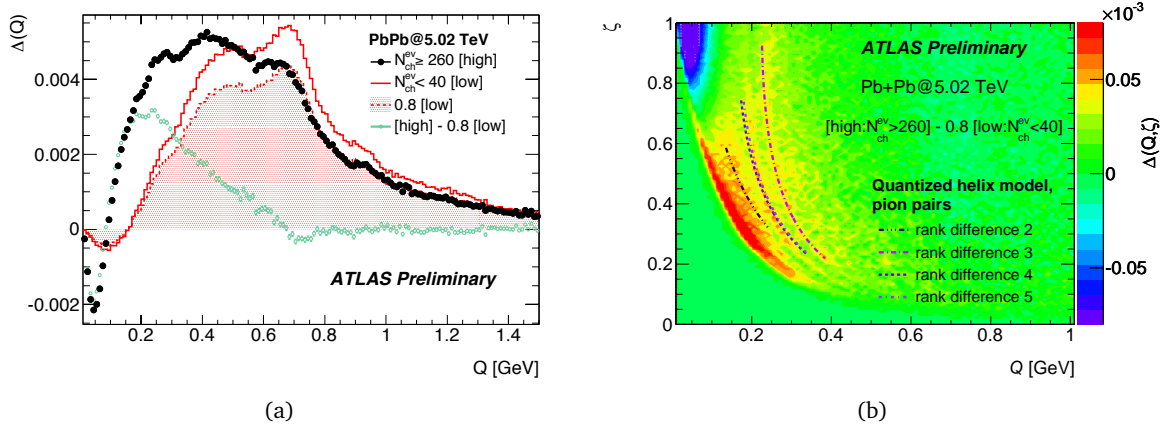 Δ(Q)
0.004
0.002
0
-0.002
PbPb@5.02 TeV
N^ev_ch ≥ 260 [high]
N^ev_ch < 40 [low]
0.8 [low]
[high] - 0.8 [low]
ATLAS Preliminary
0.2 0.4 0.6 0.8 1.0 1.2 1.4
Q [GeV]
(a)
ζ
1
0.8
0.6
0.4
0.2
0
ATLAS Preliminary
Pb+Pb@5.02 TeV
[high:N^ev_ch>260] - 0.8 [low:N^ev_ch<40]
Quantized helix model,
pion pairs
rank difference 2
rank difference 3
rank difference 4
rank difference 5
0.2 0.4 0.6 0.8 1
Q [GeV]
×10^-3
0.05
0
-0.05
Δ(Q,ζ)
(b)